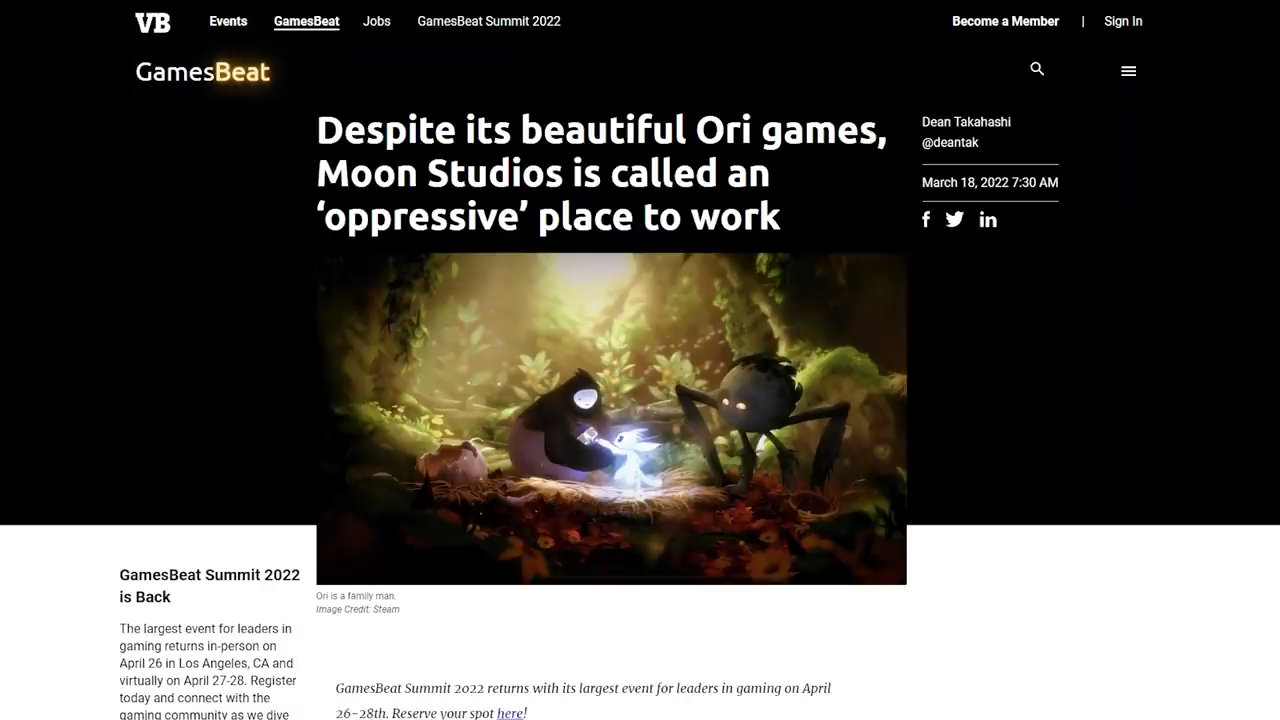 VB Events GamesBeat Jobs GamesBeat Summit 2022 Become a Member | Sign In
GamesBeat
Despite its beautiful Ori games,
Moon Studios is called an
‘oppressive’ place to work
Dean Takahashi
@deantak
March 18, 2022 7:30 AM
GamesBeat Summit 2022
is Back
The largest event for leaders in
gaming returns in-person on
April 26 in Los Angeles, CA and
virtually on April 27-28. Register
today and connect with the
gaming community as we dive
Ori is a family man.
Image Credit: Steam
GamesBeat Summit 2022 returns with its largest event for leaders in gaming on April
26-28th. Reserve your spot here!